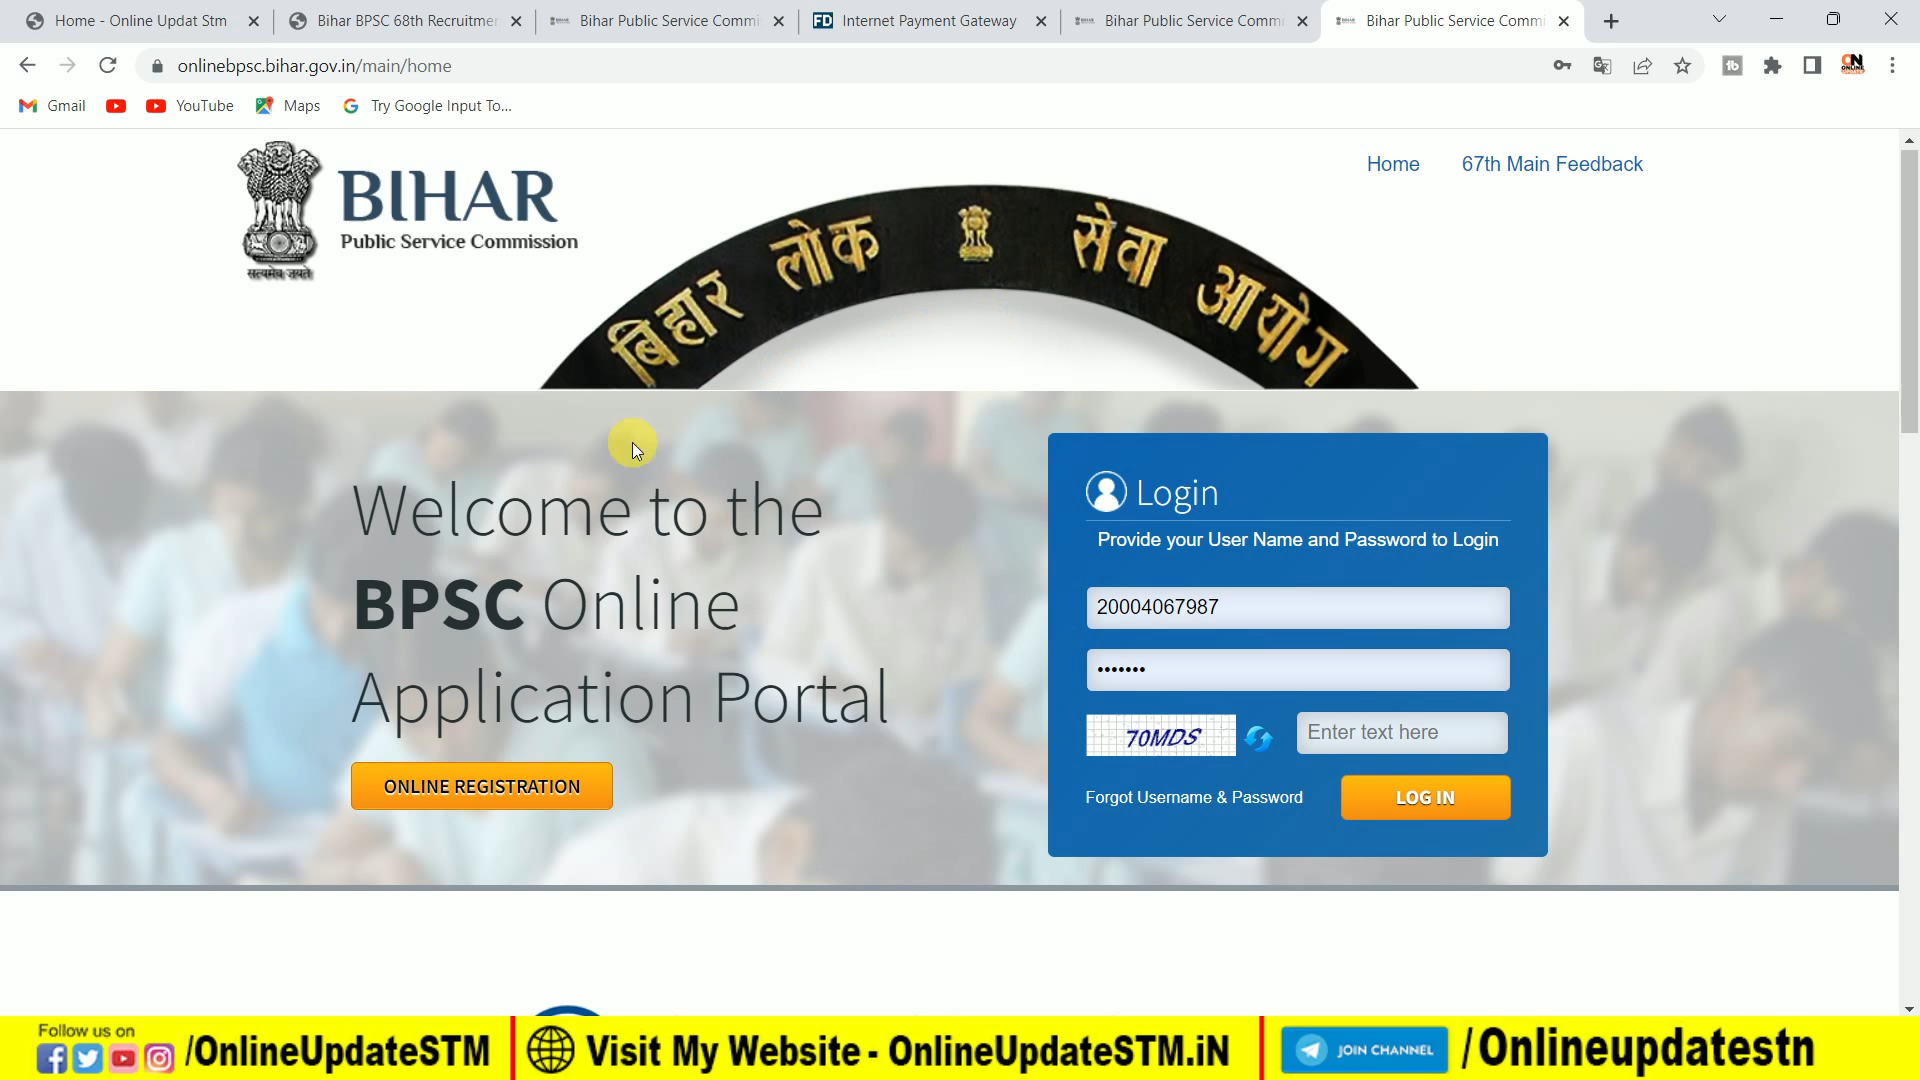 Home - Online Updat Stm
Bihar BPSC 68th Recruitmen
Bihar Public Service Commi
Internet Payment Gateway
Bihar Public Service Commi
Bihar Public Service Commi
onlinebpsc.bihar.gov.in/main/home
Gmail
YouTube
Maps
Try Google Input To...
Home
67th Main Feedback
BIHAR
Public Service Commission
सत्यमेव जयते
बिहार लोक सेवा आयोग
Welcome to the
BPSC Online
Application Portal
ONLINE REGISTRATION
Login
Provide your User Name and Password to Login
20004067987
•••••••
70MDS
Enter text here
Forgot Username & Password
LOG IN
Follow us on
/OnlineUpdateSTM
Visit My Website - OnlineUpdateSTM.iN
JOIN CHANNEL
/Onlineupdatestn